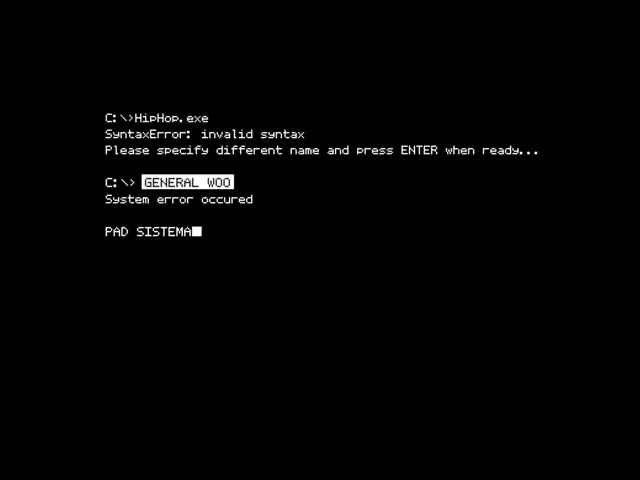 C:\>HipHop.exe
SyntaxError: invalid syntax
Please specify different name and press ENTER when ready...
C:\> GENERAL WOO
System error occured
PAD SISTEMA